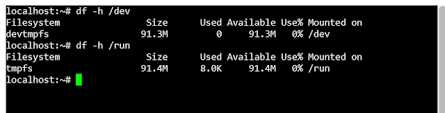 localhost:~# df -h /dev
Filesystem                Size      Used Available Use% Mounted on
devtmpfs                 91.3M         0     91.3M   0% /dev
localhost:~# df -h /run
Filesystem                Size      Used Available Use% Mounted on
tmpfs                    91.4M      8.0K     91.4M   0% /run
localhost:~#